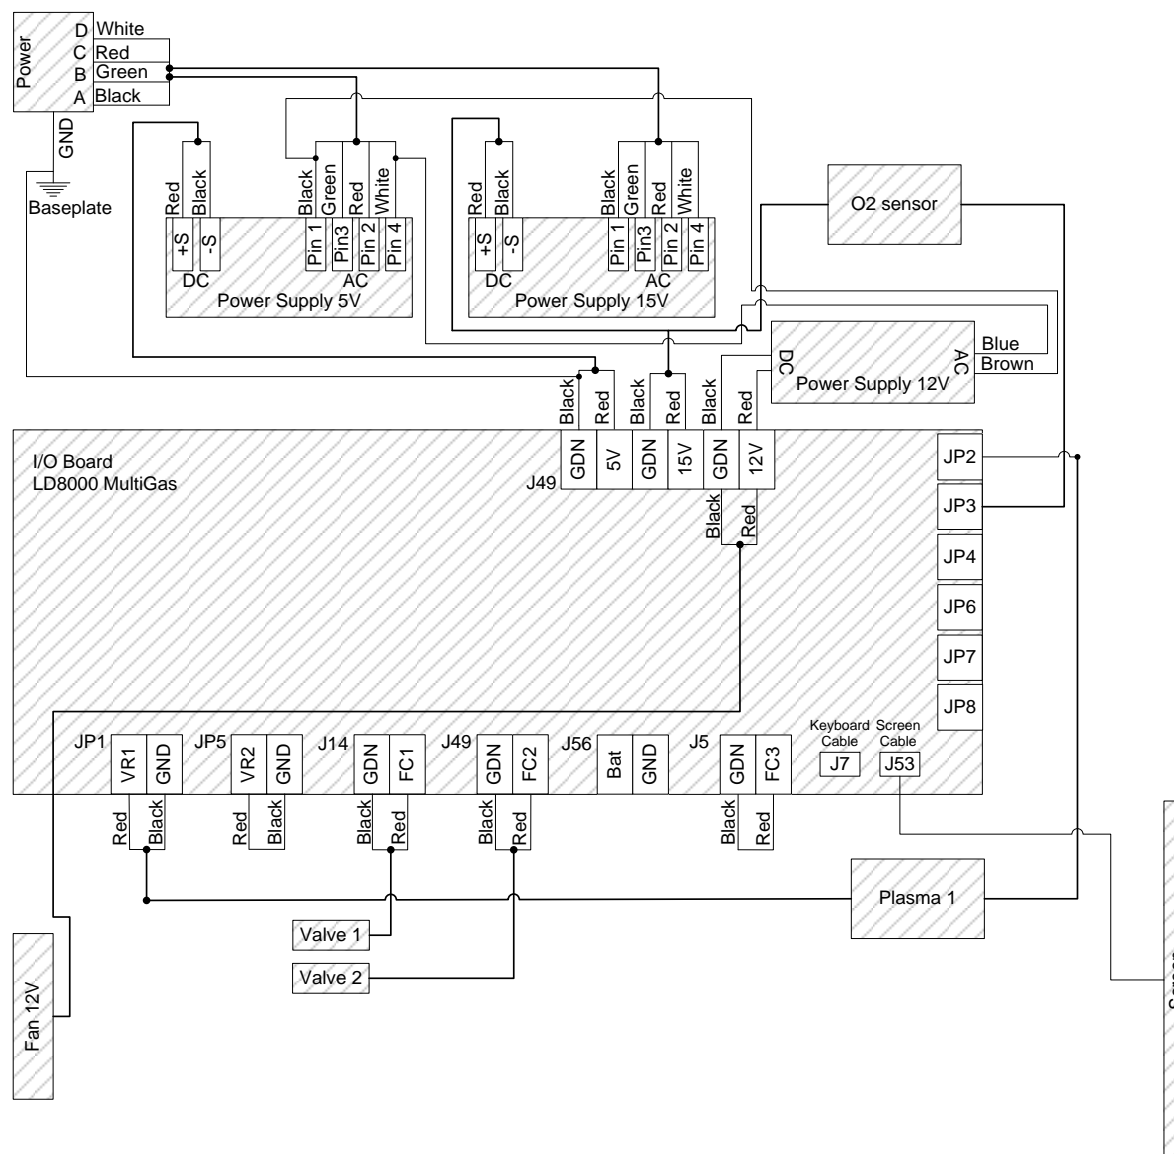 Power
D White
C Red
B Green
A Black
GND
Baseplate
Red
Black
Black
Green
Red
White
+S
-S
Pin 1
Pin3
Pin 2
Pin 4
DC
AC
Power Supply 5V
Red
Black
Black
Green
Red
White
+S
-S
Pin 1
Pin3
Pin 2
Pin 4
DC
AC
Power Supply 15V
O2 sensor
DC
AC
Blue
Brown
Power Supply 12V
Black
Red
Black
Red
Black
Red
I/O Board
LD8000 MultiGas
J49
GDN
5V
GDN
15V
GDN
12V
Black
Red
JP2
JP3
JP4
JP6
JP7
JP8
JP1
VR1
GND
JP5
VR2
GND
J14
GDN
FC1
J49
GDN
FC2
J56
Bat
GND
J5
GDN
FC3
Keyboard
Cable
J7
Screen
Cable
J53
Red
Black
Red
Black
Black
Red
Black
Red
Black
Red
Plasma 1
Valve 1
Valve 2
Fan 12V